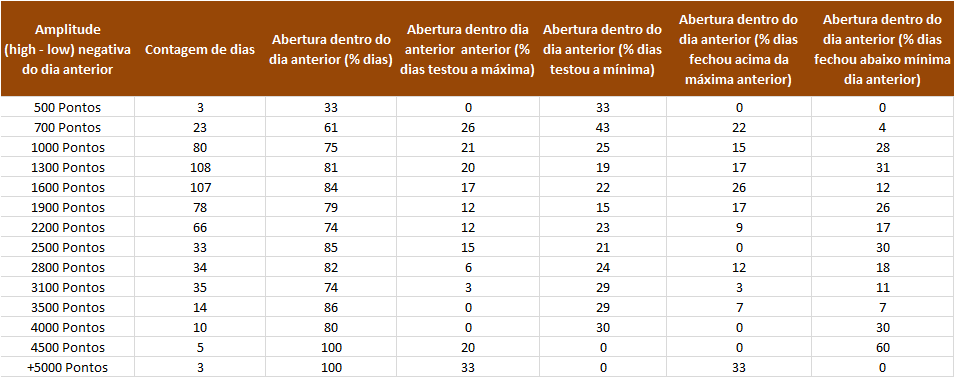 Amplitude (high - low) negativa do dia anterior | Contagem de dias | Abertura dentro do dia anterior (% dias) | Abertura dentro dia anterior anterior (% dias testou a máxima) | Abertura dentro do dia anterior (% dias testou a mínima) | Abertura dentro do dia anterior (% dias fechou acima da máxima anterior) | Abertura dentro do dia anterior (% dias fechou abaixo mínima dia anterior)
500 Pontos 3 33 0 33 0 0
700 Pontos 23 61 26 43 22 4
1000 Pontos 80 75 21 25 15 28
1300 Pontos 108 81 20 19 17 31
1600 Pontos 107 84 17 22 26 12
1900 Pontos 78 79 12 15 17 26
2200 Pontos 66 74 12 23 9 17
2500 Pontos 33 85 15 21 0 30
2800 Pontos 34 82 6 24 12 18
3100 Pontos 35 74 3 29 3 11
3500 Pontos 14 86 0 29 7 7
4000 Pontos 10 80 0 30 0 30
4500 Pontos 5 100 20 0 0 60
+5000 Pontos 3 100 33 0 33 0